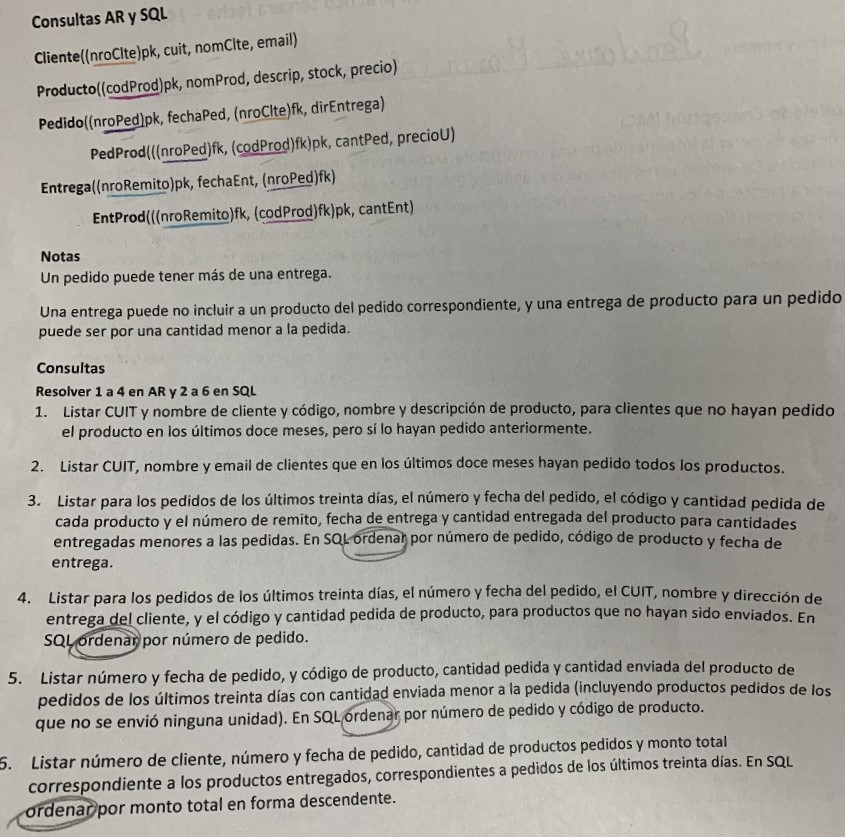 Consultas AR y SQL
Cliente((nroClte)pk, cuit, nomClte, email)
Producto((codProd)pk, nomProd, descrip, stock, precio)
Pedido((nroPed)pk, fechaPed, (nroClte)fk, dirEntrega)
PedProd(((nroPed)fk, (codProd)fk)pk, cantPed, precioU)
Entrega((nroRemito)pk, fechaEnt, (nroPed)fk)
EntProd(((nroRemito)fk, (codProd)fk)pk, cantEnt)
Notas
Un pedido puede tener más de una entrega.
Una entrega puede no incluir a un producto del pedido correspondiente, y una entrega de producto para un pedido
puede ser por una cantidad menor a la pedida.
Consultas
Resolver 1 a 4 en AR y 2 a 6 en SQL
1. Listar CUIT y nombre de cliente y código, nombre y descripción de producto, para clientes que no hayan pedido
el producto en los últimos doce meses, pero sí lo hayan pedido anteriormente.
2. Listar CUIT, nombre y email de clientes que en los últimos doce meses hayan pedido todos los productos.
3. Listar para los pedidos de los últimos treinta días, el número y fecha del pedido, el código y cantidad pedida de
cada producto y el número de remito, fecha de entrega y cantidad entregada del producto para cantidades
entregadas menores a las pedidas. En SQL ordenar por número de pedido, código de producto y fecha de
entrega.
4. Listar para los pedidos de los últimos treinta días, el número y fecha del pedido, el CUIT, nombre y dirección de
entrega del cliente, y el código y cantidad pedida de producto, para productos que no hayan sido enviados. En
SQL ordenar por número de pedido.
5. Listar número y fecha de pedido, y código de producto, cantidad pedida y cantidad enviada del producto de
pedidos de los últimos treinta días con cantidad enviada menor a la pedida (incluyendo productos pedidos de los
que no se envió ninguna unidad). En SQL ordenar por número de pedido y código de producto.
6. Listar número de cliente, número y fecha de pedido, cantidad de productos pedidos y monto total
correspondiente a los productos entregados, correspondientes a pedidos de los últimos treinta días. En SQL
ordenar por monto total en forma descendente.